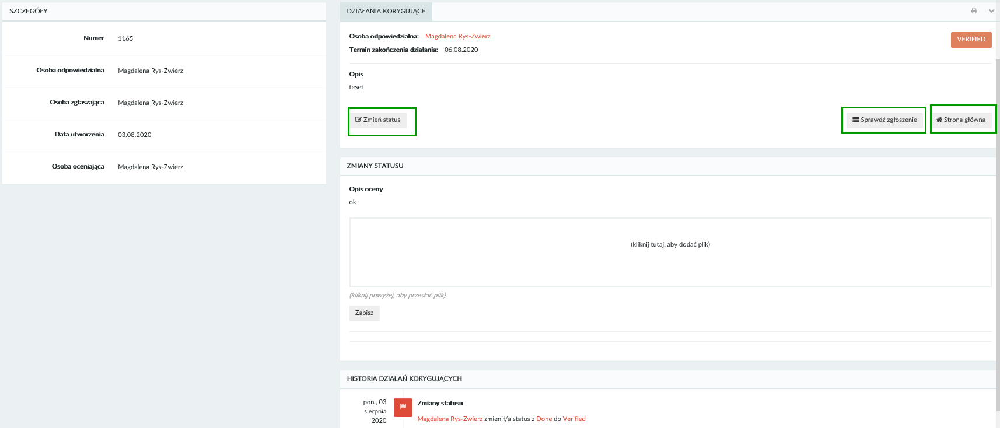 SZCZEGÓŁY
Numer 1165
Osoba odpowiedzialna Magdalena Rys-Zwierz
Osoba zgłaszająca Magdalena Rys-Zwierz
Data utworzenia 03.08.2020
Osoba oceniająca Magdalena Rys-Zwierz
DZIAŁANIA KORYGUJĄCE
Osoba odpowiedzialna: Magdalena Rys-Zwierz
VERIFIED
Termin zakończenia działania: 06.08.2020
Opis
teset
Zmień status
Sprawdź zgłoszenie
Strona główna
ZMIANY STATUSU
Opis oceny
ok
(kliknij tutaj, aby dodać plik)
(kliknij powyżej, aby przesłać plik)
Zapisz
HISTORIA DZIAŁAŃ KORYGUJĄCYCH
pon., 03
sierpnia
2020
Zmiany statusu
Magdalena Rys-Zwierz zmienił/a status z Done do Verified